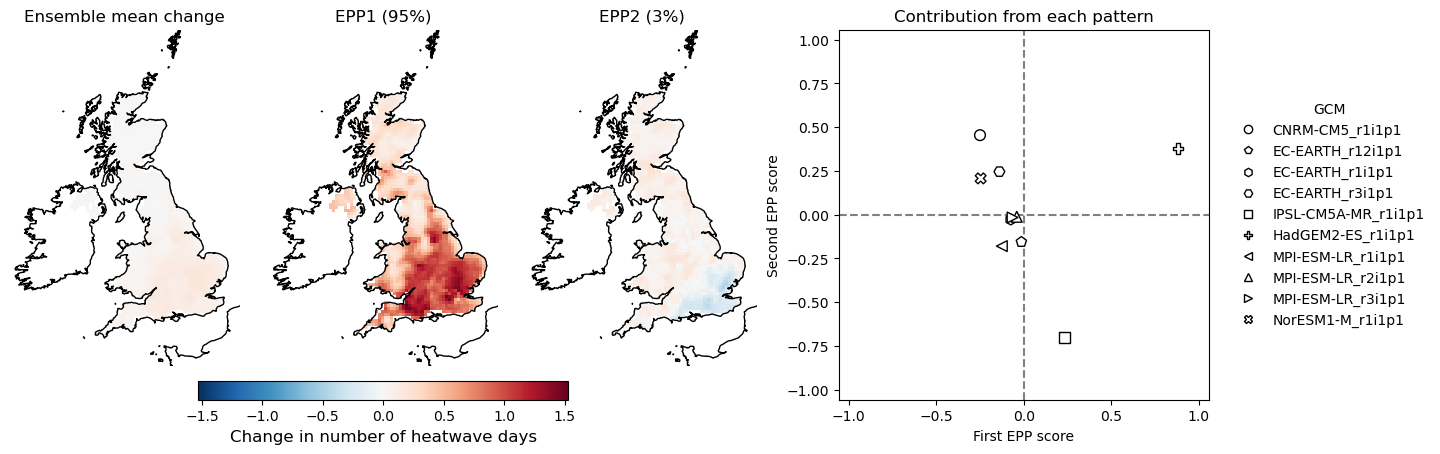 Ensemble mean change
EPP1 (95%)
EPP2 (3%)
−1.5 −1.0 −0.5 0.0 0.5 1.0 1.5
Change in number of heatwave days
Contribution from each pattern
1.00
0.75
0.50
0.25
0.00
−0.25
−0.50
−0.75
−1.00
Second EPP score
−1.0 −0.5 0.0 0.5 1.0
First EPP score
GCM
CNRM-CM5_r1i1p1
EC-EARTH_r12i1p1
EC-EARTH_r1i1p1
EC-EARTH_r3i1p1
IPSL-CM5A-MR_r1i1p1
HadGEM2-ES_r1i1p1
MPI-ESM-LR_r1i1p1
MPI-ESM-LR_r2i1p1
MPI-ESM-LR_r3i1p1
NorESM1-M_r1i1p1